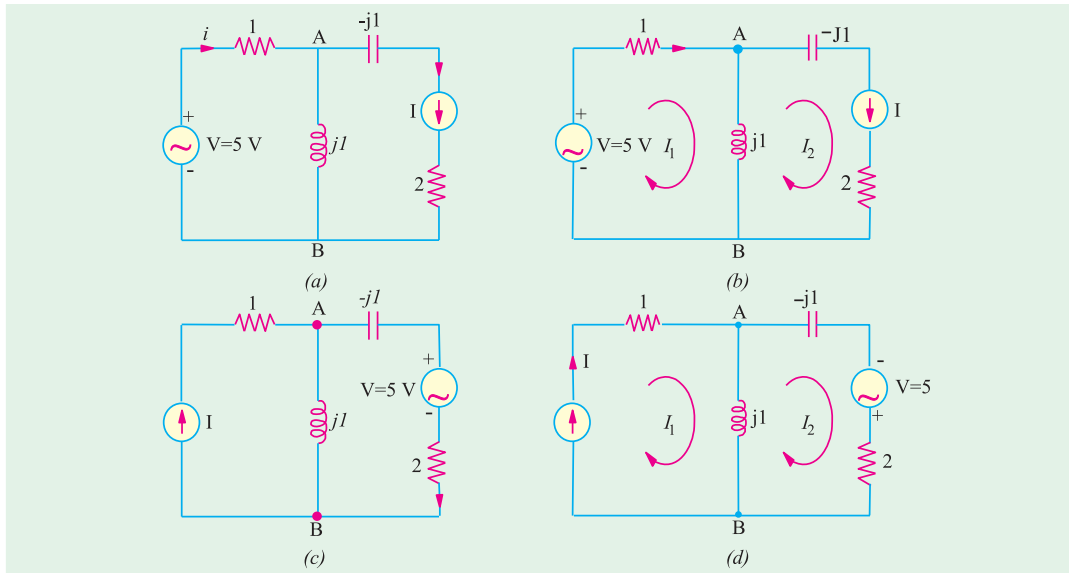 i
1
A
-j1
I
+
V=5 V
-
j1
2
B
(a)
1
A
-J1
I
+
V=5 V
-
I1
j1
I2
2
B
(b)
1
A
-j1
+
V=5 V
-
I
j1
2
B
(c)
1
A
-j1
I
-
V=5
+
I1
j1
I2
2
B
(d)